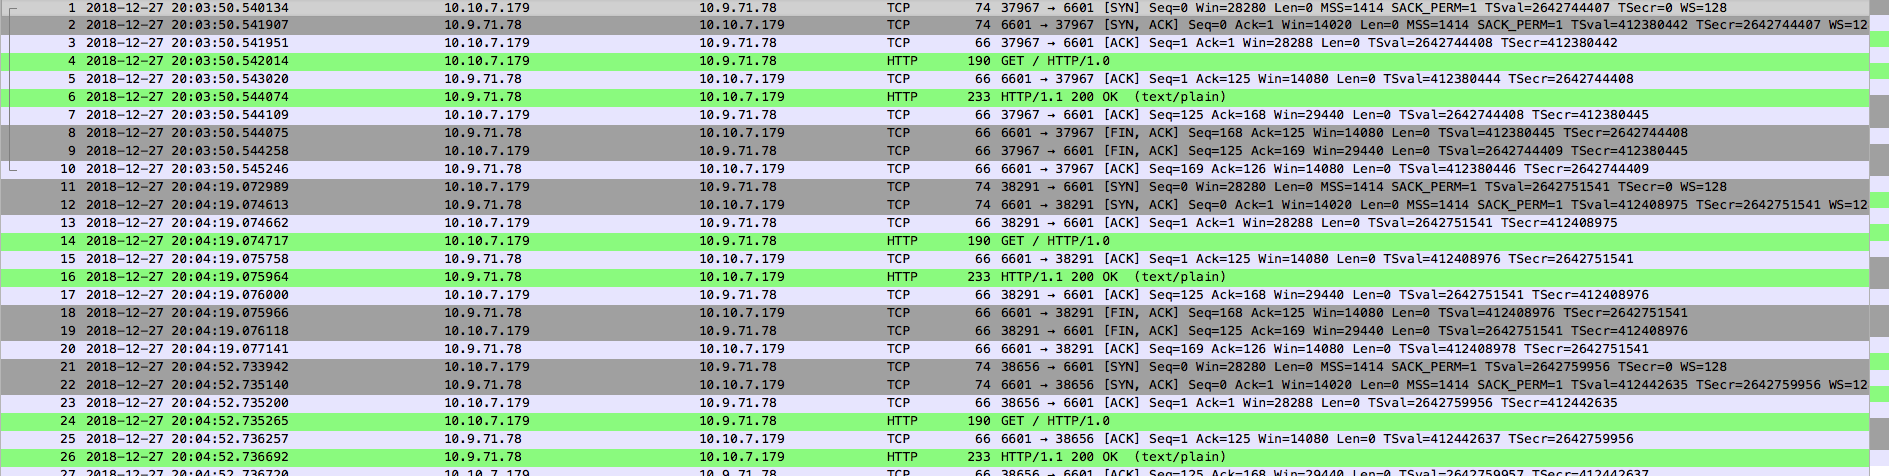 1 2018-12-27 20:03:50.540134 10.10.7.179 10.9.71.78 TCP 74 37967 → 6601 [SYN] Seq=0 Win=28280 Len=0 MSS=1414 SACK_PERM=1 TSval=2642744407 TSecr=0 WS=128
2 2018-12-27 20:03:50.541907 10.9.71.78 10.10.7.179 TCP 74 6601 → 37967 [SYN, ACK] Seq=0 Ack=1 Win=14020 Len=0 MSS=1414 SACK_PERM=1 TSval=412380442 TSecr=2642744407 WS=12
3 2018-12-27 20:03:50.541951 10.10.7.179 10.9.71.78 TCP 66 37967 → 6601 [ACK] Seq=1 Ack=1 Win=28288 Len=0 TSval=2642744408 TSecr=412380442
4 2018-12-27 20:03:50.542014 10.10.7.179 10.9.71.78 HTTP 190 GET / HTTP/1.0
5 2018-12-27 20:03:50.543020 10.9.71.78 10.10.7.179 TCP 66 6601 → 37967 [ACK] Seq=1 Ack=125 Win=14080 Len=0 TSval=412380444 TSecr=2642744408
6 2018-12-27 20:03:50.544074 10.9.71.78 10.10.7.179 HTTP 233 HTTP/1.1 200 OK (text/plain)
7 2018-12-27 20:03:50.544109 10.10.7.179 10.9.71.78 TCP 66 37967 → 6601 [ACK] Seq=125 Ack=168 Win=29440 Len=0 TSval=2642744408 TSecr=412380445
8 2018-12-27 20:03:50.544075 10.9.71.78 10.10.7.179 TCP 66 6601 → 37967 [FIN, ACK] Seq=168 Ack=125 Win=14080 Len=0 TSval=412380445 TSecr=2642744408
9 2018-12-27 20:03:50.544258 10.10.7.179 10.9.71.78 TCP 66 37967 → 6601 [FIN, ACK] Seq=125 Ack=169 Win=29440 Len=0 TSval=2642744409 TSecr=412380445
10 2018-12-27 20:03:50.545246 10.9.71.78 10.10.7.179 TCP 66 6601 → 37967 [ACK] Seq=169 Ack=126 Win=14080 Len=0 TSval=412380446 TSecr=2642744409
11 2018-12-27 20:04:19.072989 10.10.7.179 10.9.71.78 TCP 74 38291 → 6601 [SYN] Seq=0 Win=28280 Len=0 MSS=1414 SACK_PERM=1 TSval=2642751541 TSecr=0 WS=128
12 2018-12-27 20:04:19.074613 10.9.71.78 10.10.7.179 TCP 74 6601 → 38291 [SYN, ACK] Seq=0 Ack=1 Win=14020 Len=0 MSS=1414 SACK_PERM=1 TSval=412408975 TSecr=2642751541 WS=12
13 2018-12-27 20:04:19.074662 10.10.7.179 10.9.71.78 TCP 66 38291 → 6601 [ACK] Seq=1 Ack=1 Win=28288 Len=0 TSval=2642751541 TSecr=412408975
14 2018-12-27 20:04:19.074717 10.10.7.179 10.9.71.78 HTTP 190 GET / HTTP/1.0
15 2018-12-27 20:04:19.075758 10.9.71.78 10.10.7.179 TCP 66 6601 → 38291 [ACK] Seq=1 Ack=125 Win=14080 Len=0 TSval=412408976 TSecr=2642751541
16 2018-12-27 20:04:19.075964 10.9.71.78 10.10.7.179 HTTP 233 HTTP/1.1 200 OK (text/plain)
17 2018-12-27 20:04:19.076000 10.10.7.179 10.9.71.78 TCP 66 38291 → 6601 [ACK] Seq=125 Ack=168 Win=29440 Len=0 TSval=2642751541 TSecr=412408976
18 2018-12-27 20:04:19.075966 10.9.71.78 10.10.7.179 TCP 66 6601 → 38291 [FIN, ACK] Seq=168 Ack=125 Win=14080 Len=0 TSval=412408976 TSecr=2642751541
19 2018-12-27 20:04:19.076118 10.10.7.179 10.9.71.78 TCP 66 38291 → 6601 [FIN, ACK] Seq=125 Ack=169 Win=29440 Len=0 TSval=2642751541 TSecr=412408976
20 2018-12-27 20:04:19.077141 10.9.71.78 10.10.7.179 TCP 66 6601 → 38291 [ACK] Seq=169 Ack=126 Win=14080 Len=0 TSval=412408978 TSecr=2642751541
21 2018-12-27 20:04:52.733942 10.10.7.179 10.9.71.78 TCP 74 38656 → 6601 [SYN] Seq=0 Win=28280 Len=0 MSS=1414 SACK_PERM=1 TSval=2642759956 TSecr=0 WS=128
22 2018-12-27 20:04:52.735140 10.9.71.78 10.10.7.179 TCP 74 6601 → 38656 [SYN, ACK] Seq=0 Ack=1 Win=14020 Len=0 MSS=1414 SACK_PERM=1 TSval=412442635 TSecr=2642759956 WS=12
23 2018-12-27 20:04:52.735200 10.10.7.179 10.9.71.78 TCP 66 38656 → 6601 [ACK] Seq=1 Ack=1 Win=28288 Len=0 TSval=2642759956 TSecr=412442635
24 2018-12-27 20:04:52.735265 10.10.7.179 10.9.71.78 HTTP 190 GET / HTTP/1.0
25 2018-12-27 20:04:52.736257 10.9.71.78 10.10.7.179 TCP 66 6601 → 38656 [ACK] Seq=1 Ack=125 Win=14080 Len=0 TSval=412442637 TSecr=2642759956
26 2018-12-27 20:04:52.736692 10.9.71.78 10.10.7.179 HTTP 233 HTTP/1.1 200 OK (text/plain)
27 2018-12-27 20:04:52.736720 10.10.7.179 10.9.71.78 TCP 66 38656 → 6601 [ACK] Seq=125 Ack=168 Win=29440 Len=0 TSval=2642759957 TSecr=412442637